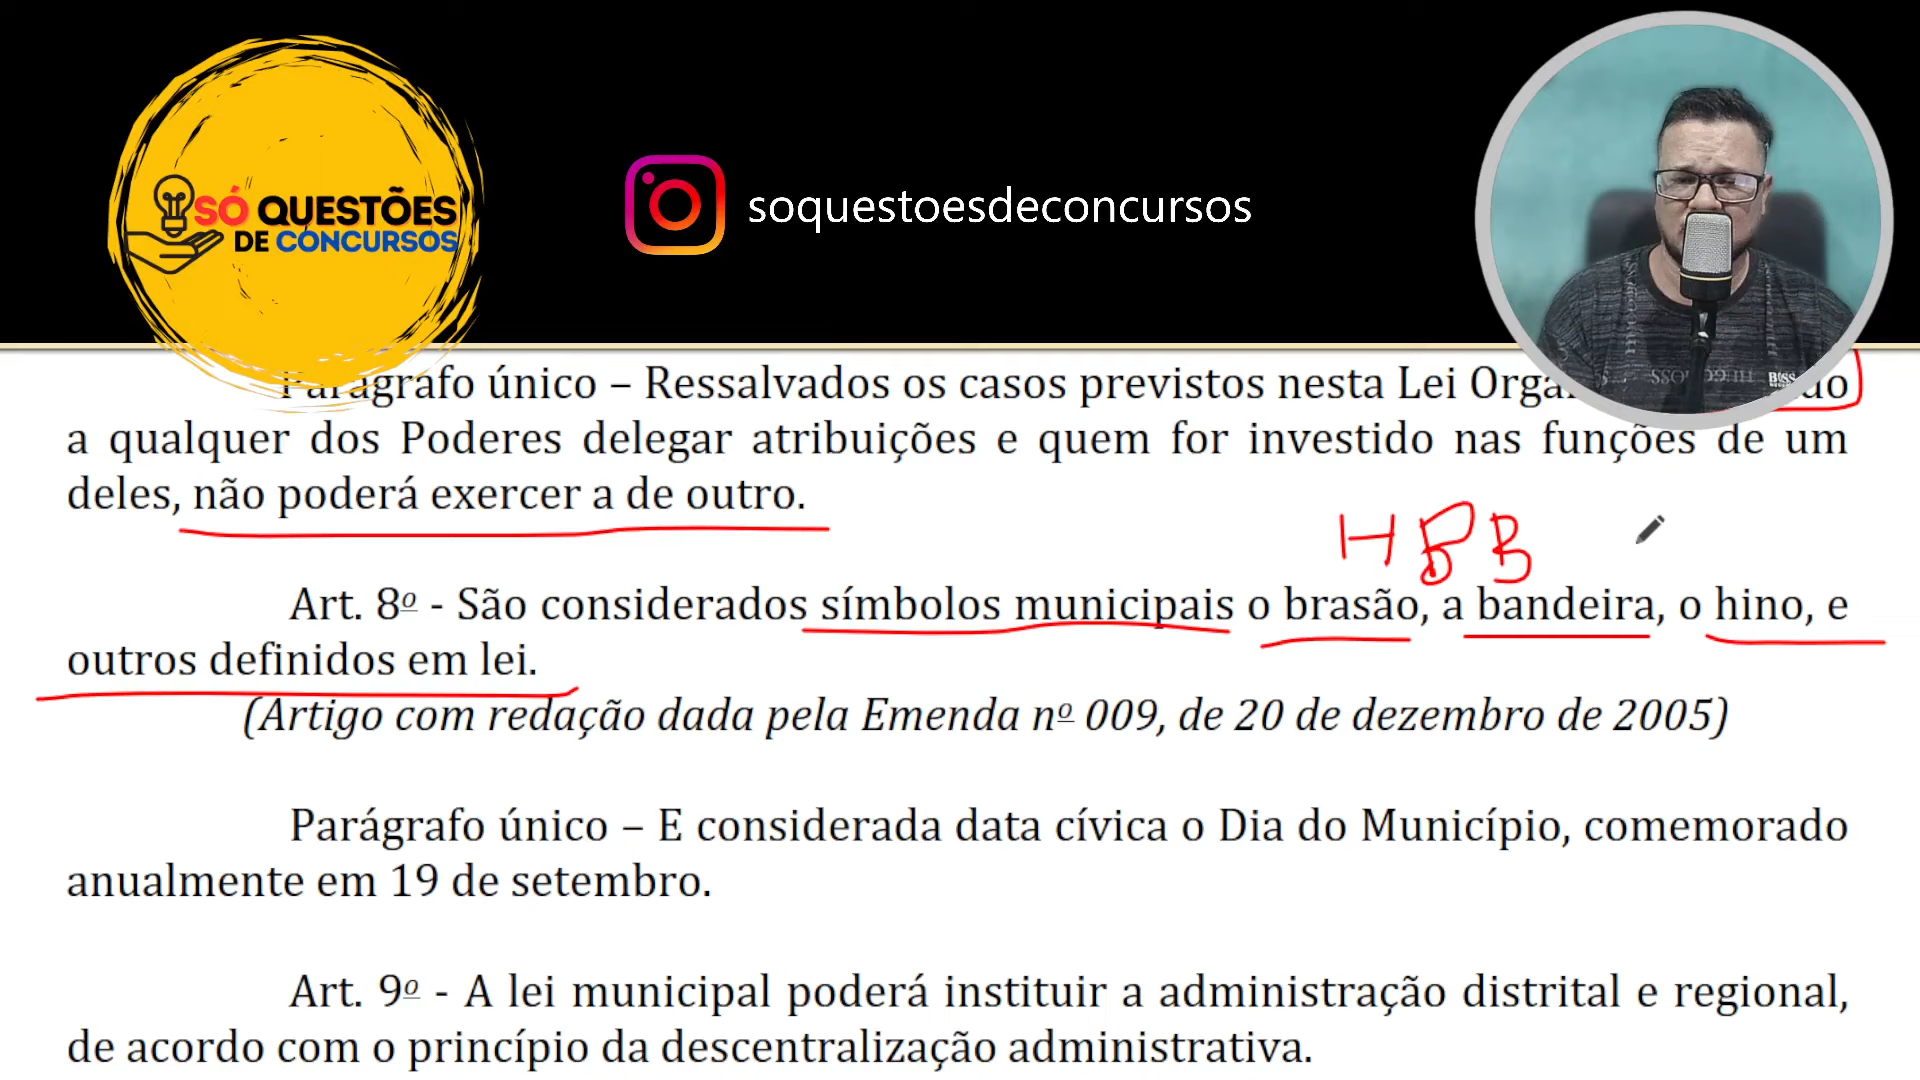 SÓ QUESTÕES
DE CONCURSOS
soquestoesdeconcursos
BOSS
Parágrafo único – Ressalvados os casos previstos nesta Lei
a qualquer dos Poderes delegar atribuições e quem for investido nas funções de um
deles, não poderá exercer a de outro.
H B B
Art. 8º - São considerados símbolos municipais o brasão, a bandeira, o hino, e
outros definidos em lei.
(Artigo com redação dada pela Emenda nº 009, de 20 de dezembro de 2005)
Parágrafo único – E considerada data cívica o Dia do Município, comemorado
anualmente em 19 de setembro.
Art. 9º - A lei municipal poderá instituir a administração distrital e regional,
de acordo com o princípio da descentralização administrativa.